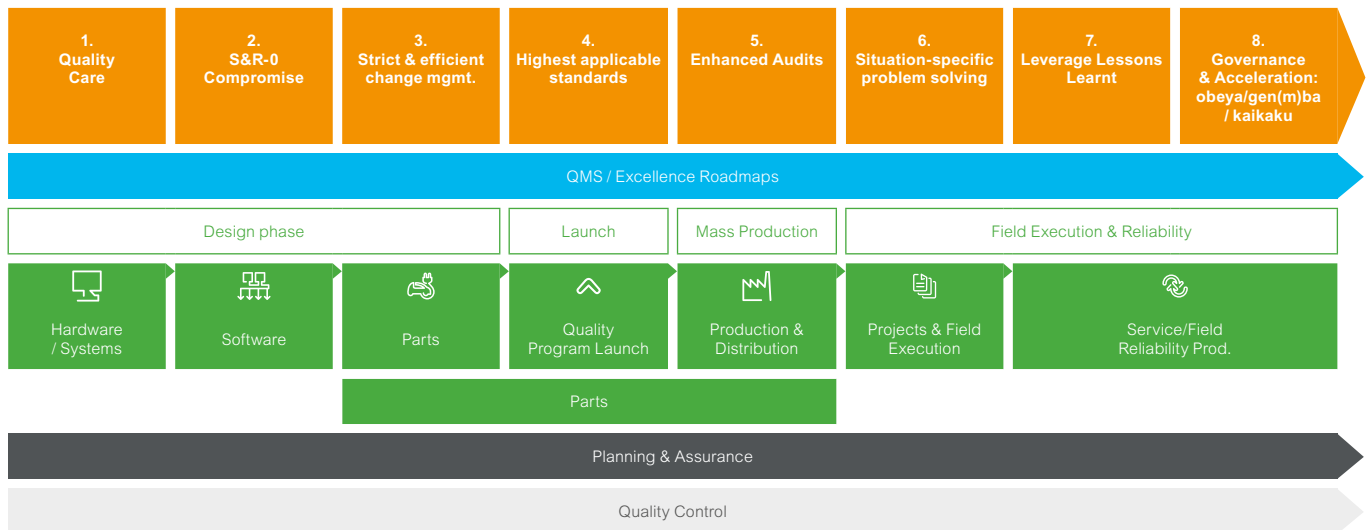 1.
Quality
Care
2.
S&R-0
Compromise
3.
Strict & efficient
change mgmt.
4.
Highest applicable
standards
5.
Enhanced Audits
6.
Situation-specific
problem solving
7.
Leverage Lessons
Learnt
8.
Governance
& Acceleration:
obeya/gen(m)ba
/ kaikaku
QMS / Excellence Roadmaps
Design phase
Launch
Mass Production
Field Execution & Reliability
Hardware
/ Systems
Software
Parts
Quality
Program Launch
Production &
Distribution
Projects & Field
Execution
Service/Field
Reliability Prod.
Parts
Planning & Assurance
Quality Control